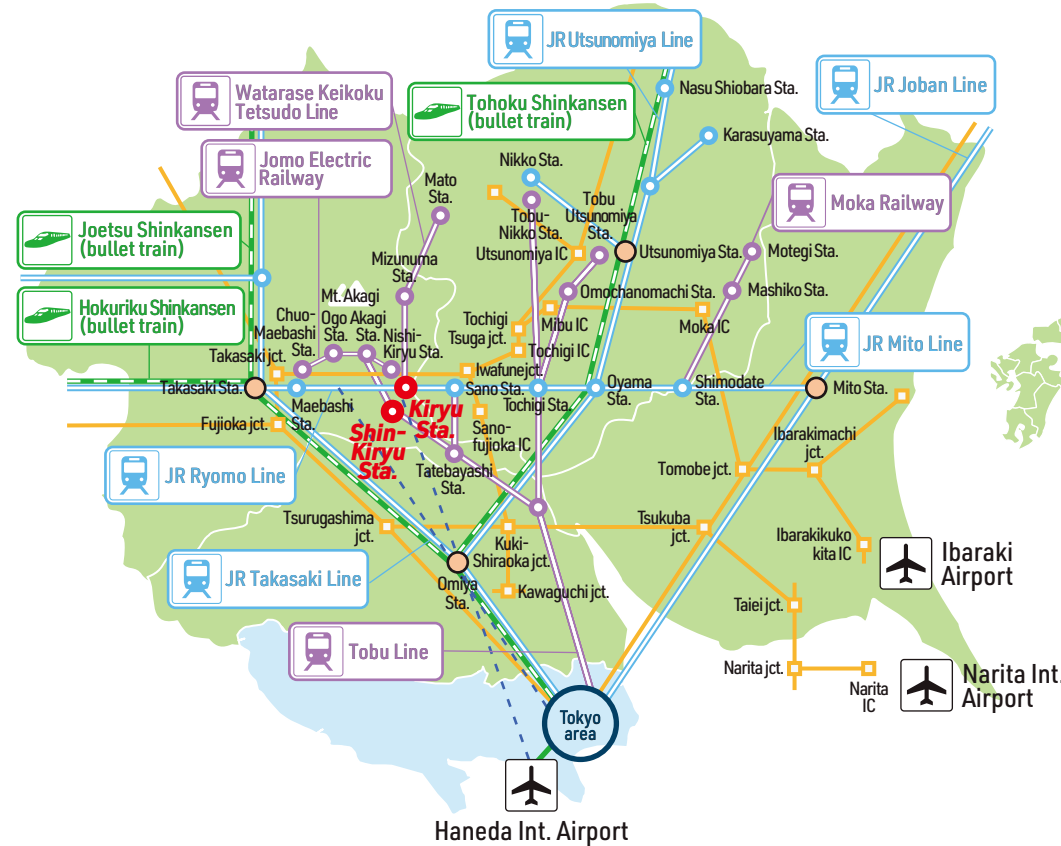 JR Utsunomiya Line
JR Joban Line
Watarase Keikoku
Tetsudo Line
Tohoku Shinkansen
(bullet train)
Nasu Shiobara Sta.
Karasuyama Sta.
Jomo Electric
Railway
Nikko Sta.
Mato
Sta.
Tobu
Utsunomiya
Sta.
Moka Railway
Joetsu Shinkansen
(bullet train)
Tobu-
Nikko Sta.
Utsunomiya IC
Utsunomiya Sta.
Motegi Sta.
Mizunuma
Sta.
Hokuriku Shinkansen
(bullet train)
Omochanomachi Sta.
Mashiko Sta.
Mt. Akagi
Chuo-
Maebashi
Sta.
Ogo
Sta.
Akagi
Sta.
Nishi-
Kiryu Sta.
Tochigi
Tsuga jct.
Mibu IC
Moka IC
JR Mito Line
Takasaki jct.
Tochigi IC
Iwafunejct.
Takasaki Sta.
Maebashi
Sta.
Kiryu
Sta.
Sano Sta.
Tochigi Sta.
Oyama
Sta.
Shimodate
Sta.
Mito Sta.
Fujioka jct.
Shin-
Kiryu
Sta.
Sano-
fujioka IC
Ibarakimachi
jct.
JR Ryomo Line
Tatebayashi
Sta.
Tomobe jct.
Tsurugashima
jct.
Tsukuba
jct.
Ibarakikuko
kita IC
Kuki-
Shiraoka jct.
Ibaraki
Airport
JR Takasaki Line
Omiya
Sta.
Kawaguchi jct.
Taiei jct.
Tobu Line
Narita jct.
Narita
IC
Narita Int.
Airport
Tokyo
area
Haneda Int. Airport